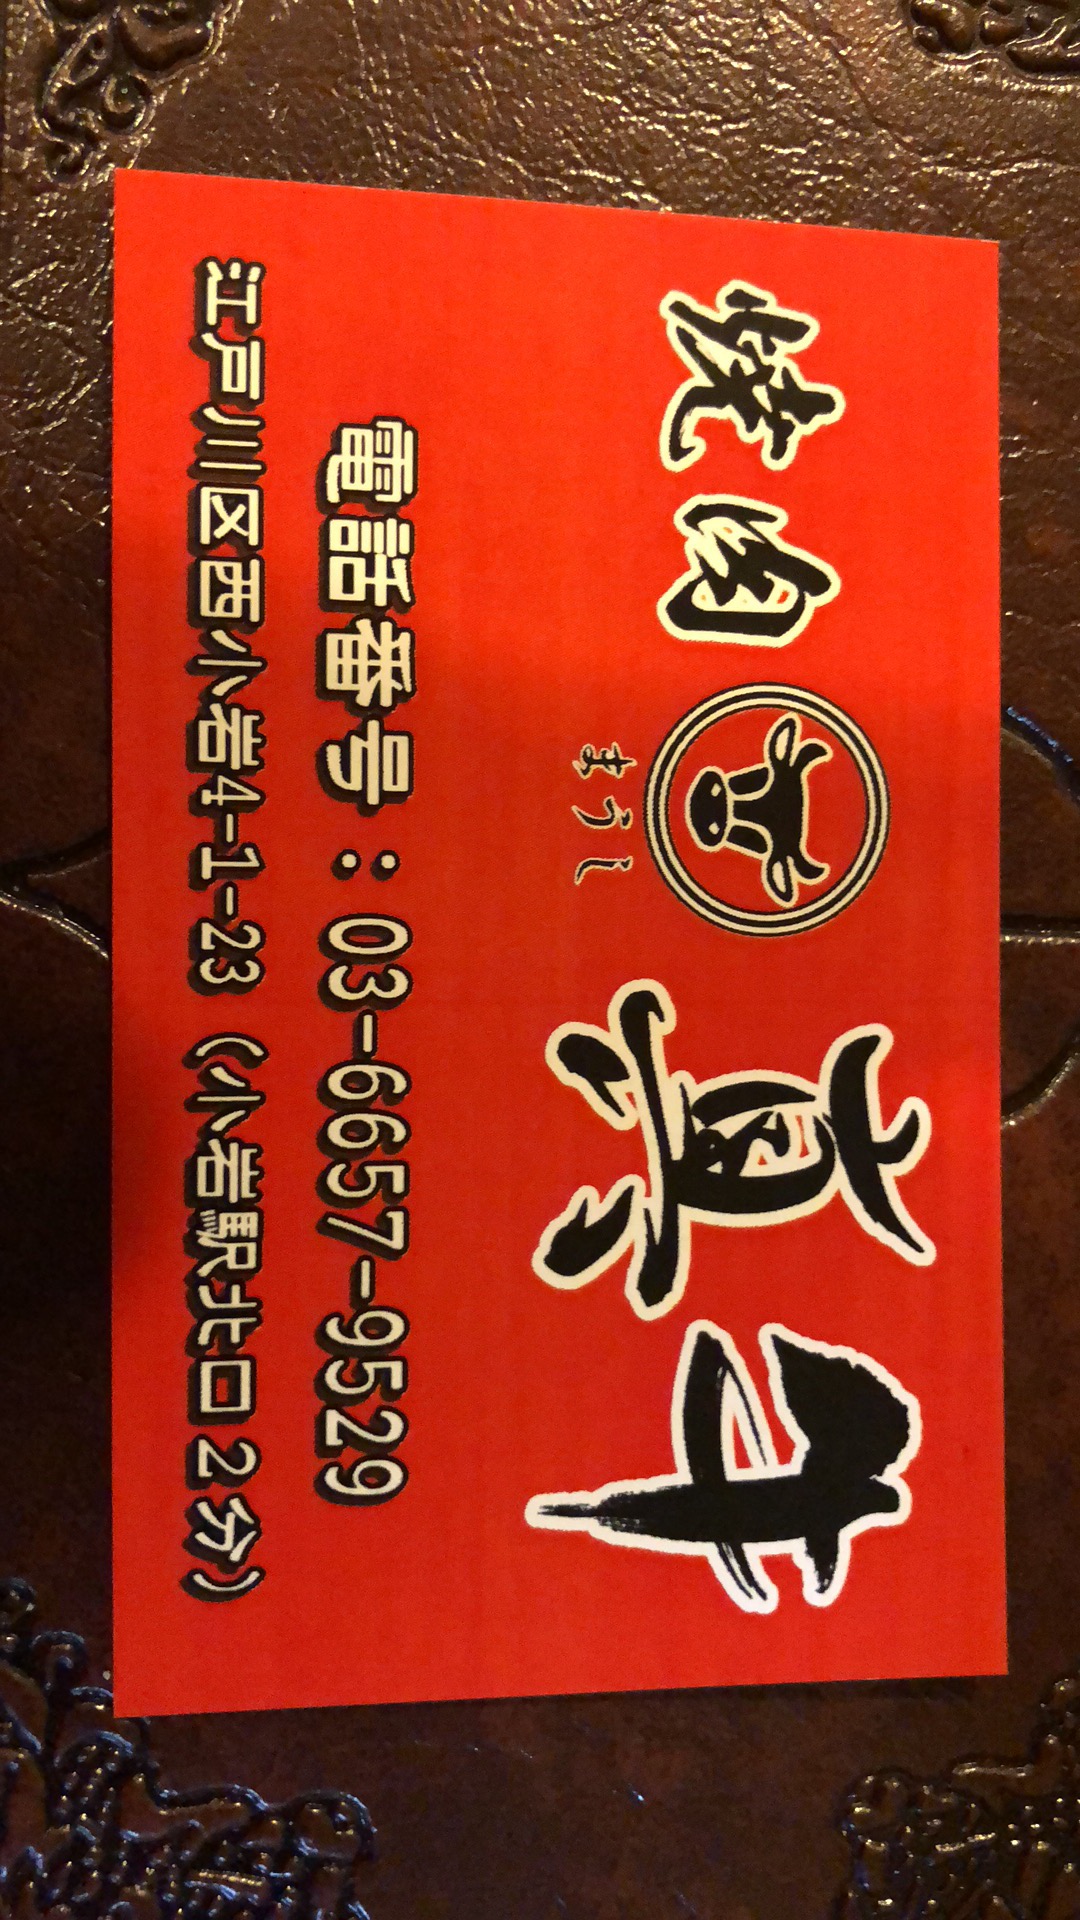 焼肉
まうし
真牛
電話番号：03-6657-9529
江戸川区西小岩4-1-23（小岩駅北口 2分）